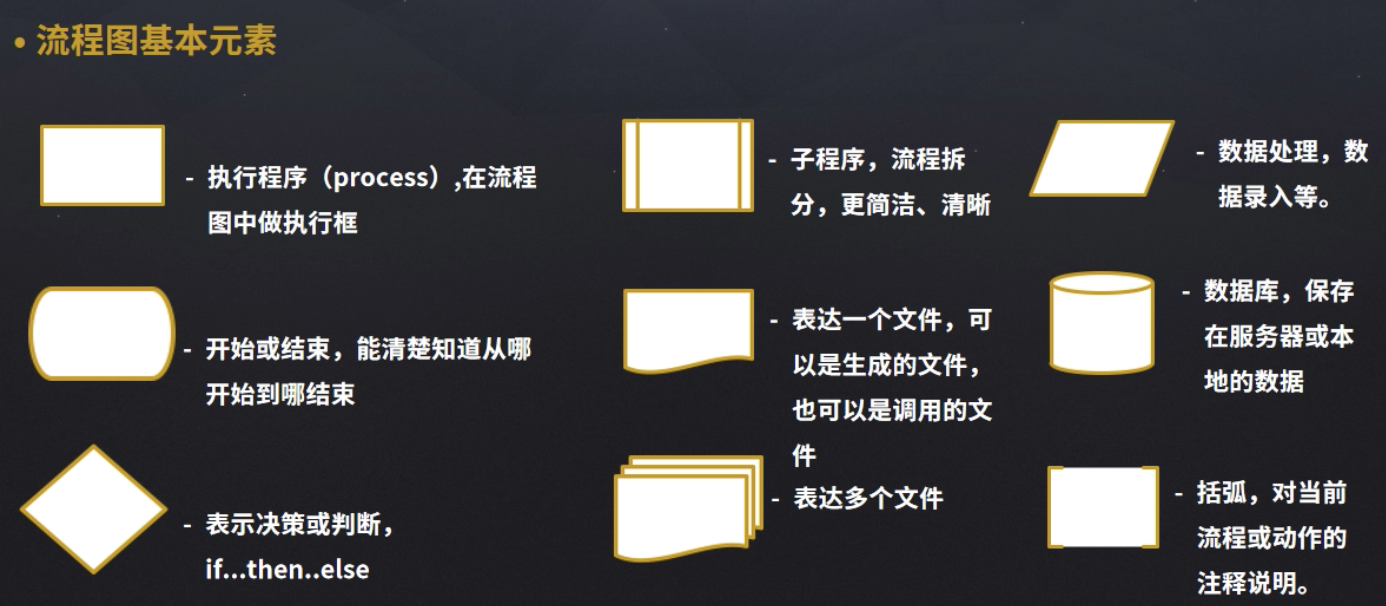 • 流程图基本元素
- 执行程序（process）,在流程
图中做执行框
- 子程序，流程拆
分，更简洁、清晰
- 数据处理，数
据录入等。
- 开始或结束，能清楚知道从哪
开始到哪结束
- 表达一个文件，可
以是生成的文件，
也可以是调用的文
件
- 数据库，保存
在服务器或本
地的数据
- 表示决策或判断，
if...then..else
- 表达多个文件
- 括弧，对当前
流程或动作的
注释说明。